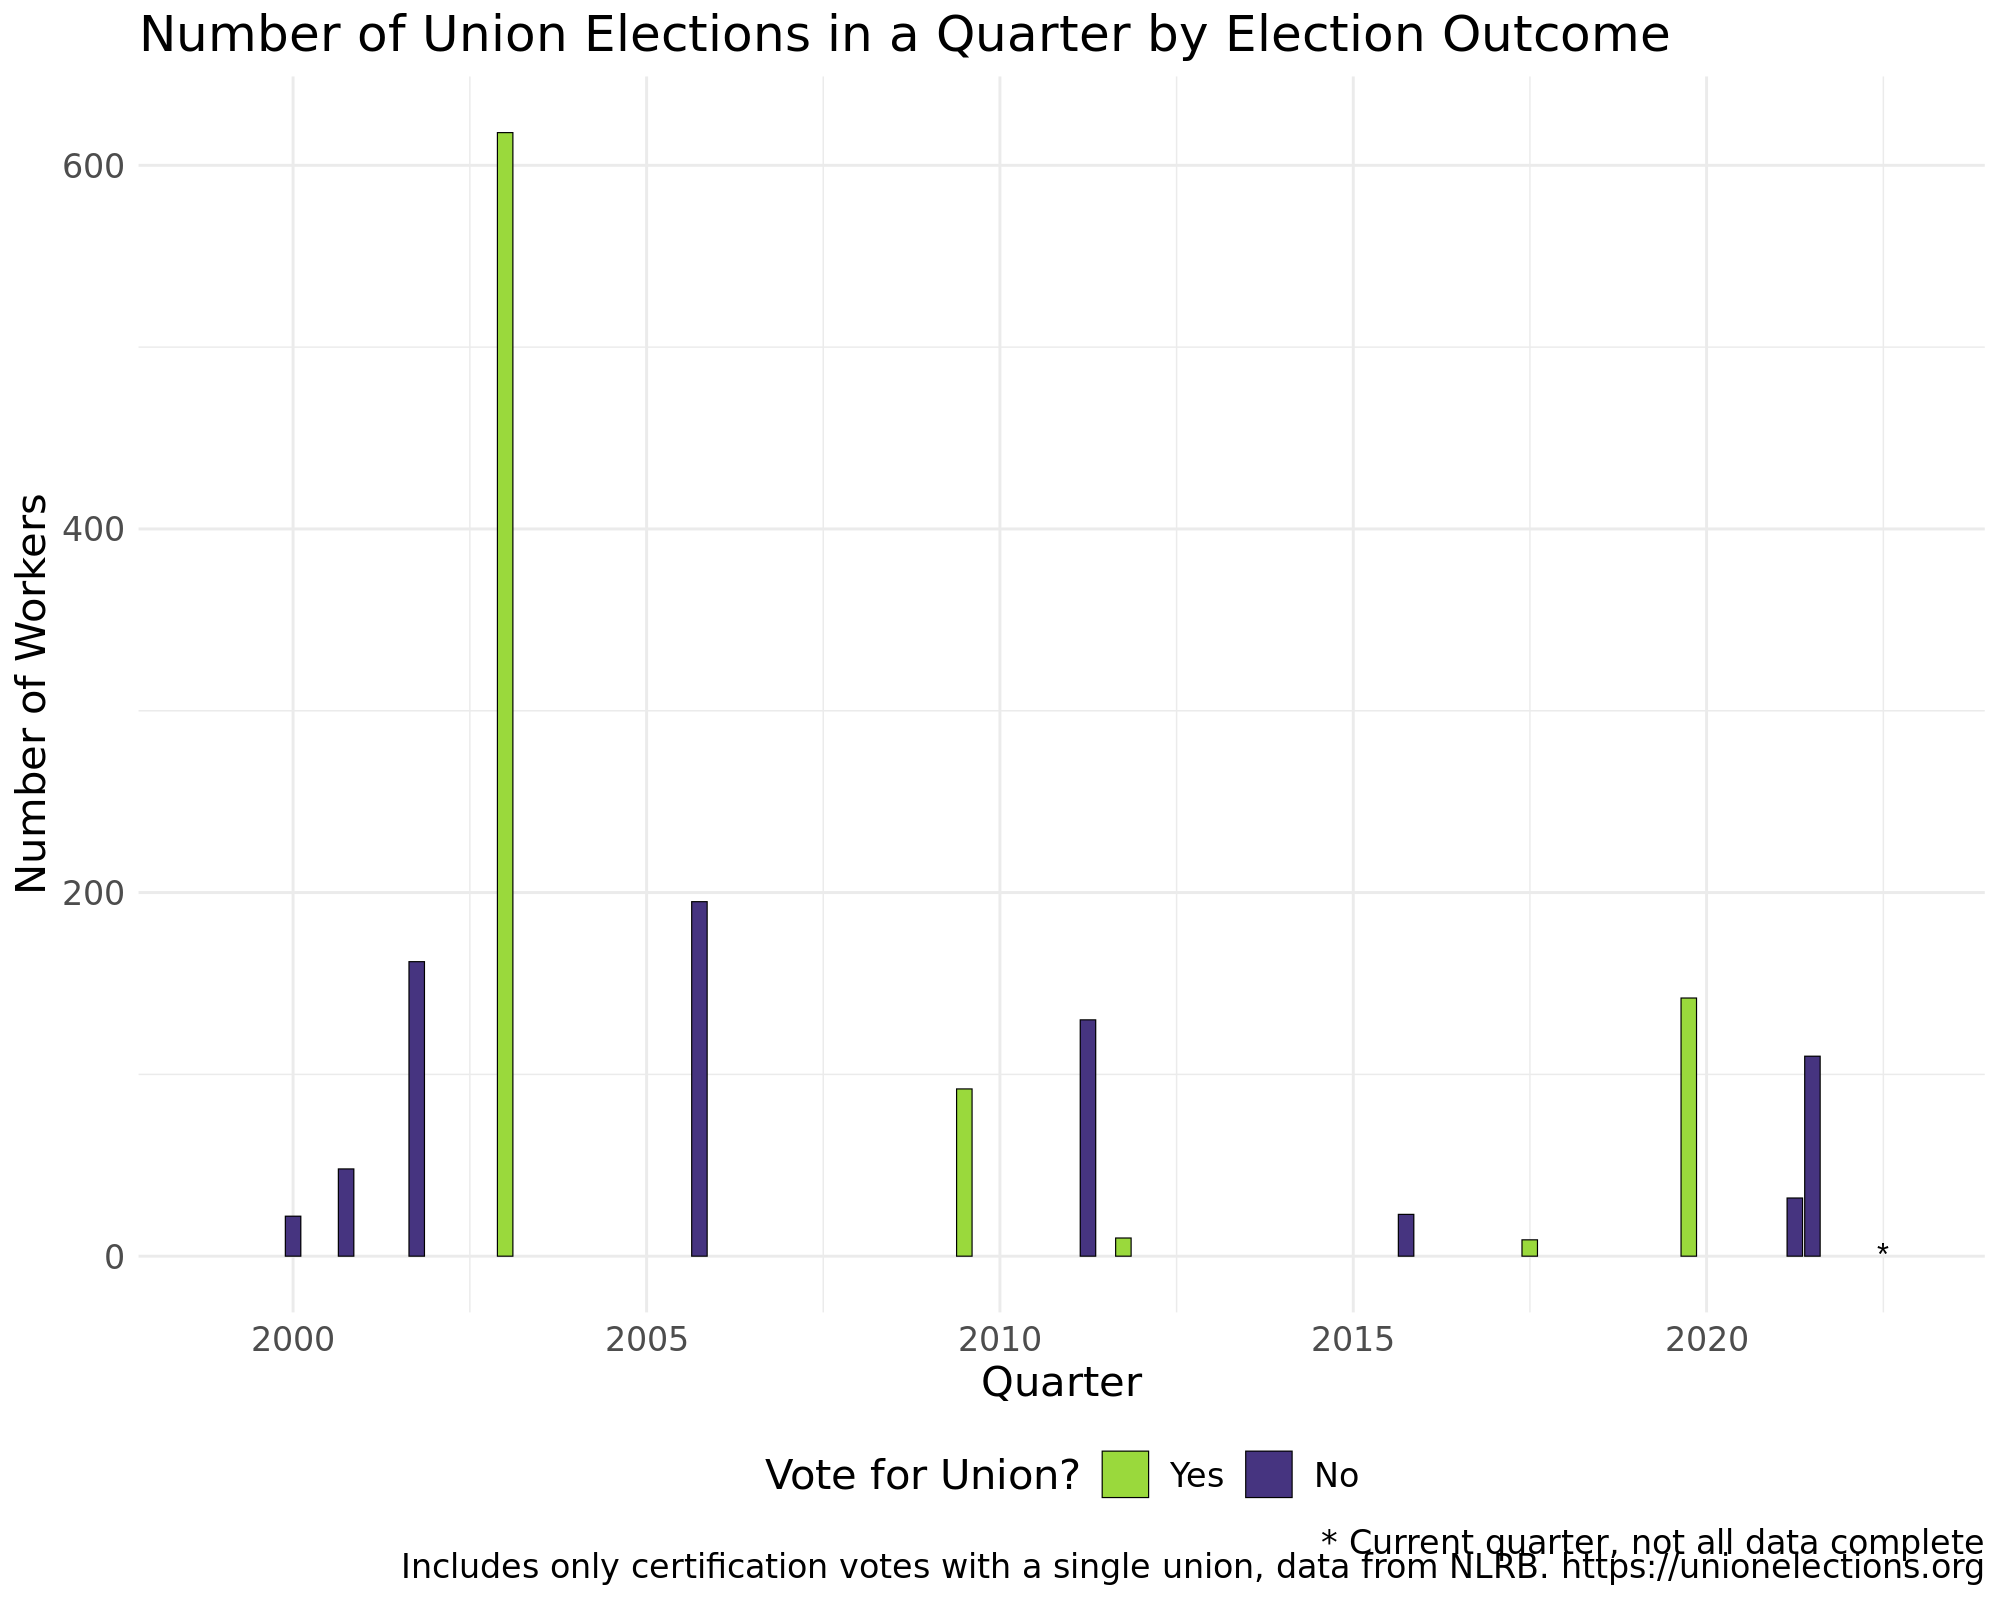 Number of Union Elections in a Quarter by Election Outcome
Number of Workers
600
400
200
0
*
2000 2005 2010 2015 2020
Quarter
Vote for Union? Yes No
* Current quarter, not all data complete
Includes only certification votes with a single union, data from NLRB. https://unionelections.org